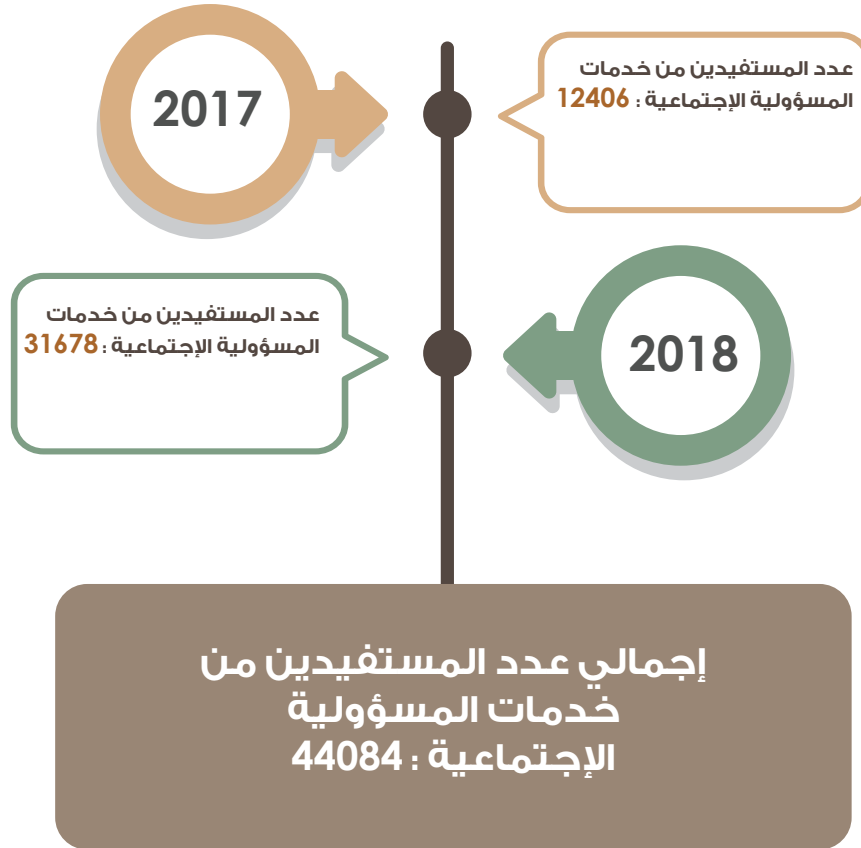 2017
عدد المستفيدين من خدمات
المسؤولية الإجتماعية : 12406
2018
عدد المستفيدين من خدمات
المسؤولية الإجتماعية : 31678
إجمالي عدد المستفيدين من
خدمات المسؤولية
الإجتماعية : 44084